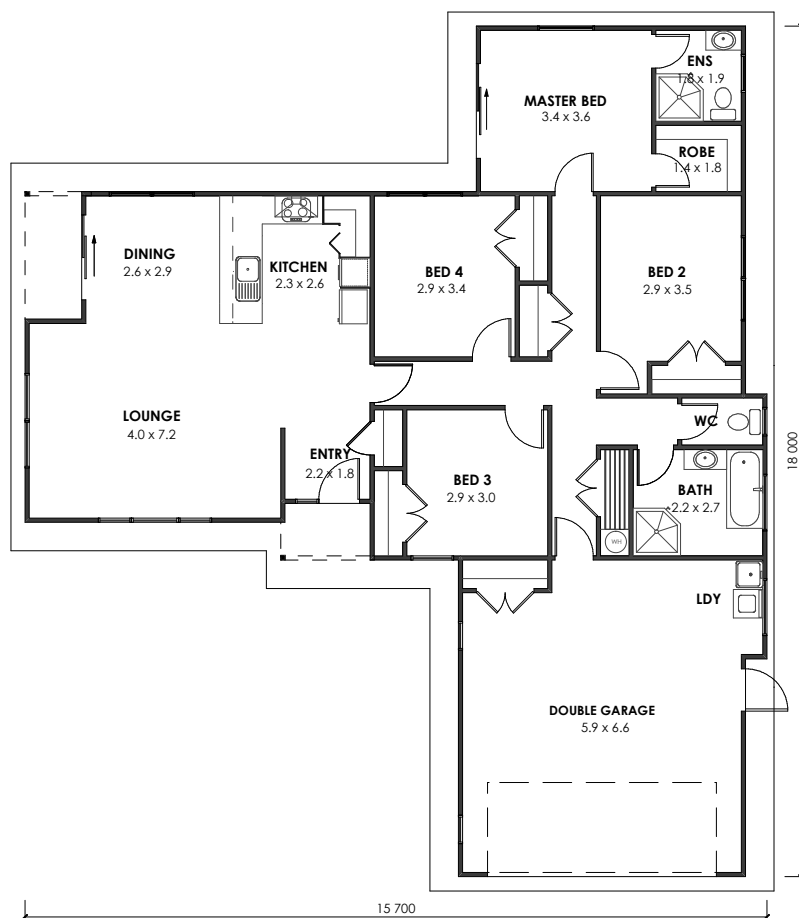 ENS
1.8 x 1.9
MASTER BED
3.4 x 3.6
ROBE
1.4 x 1.8
DINING
2.6 x 2.9
KITCHEN
2.3 x 2.6
BED 4
2.9 x 3.4
BED 2
2.9 x 3.5
LOUNGE
4.0 x 7.2
ENTRY
2.2 x 1.8
BED 3
2.9 x 3.0
WC
BATH
2.2 x 2.7
WH
LDY
DOUBLE GARAGE
5.9 x 6.6
18 000
15 700